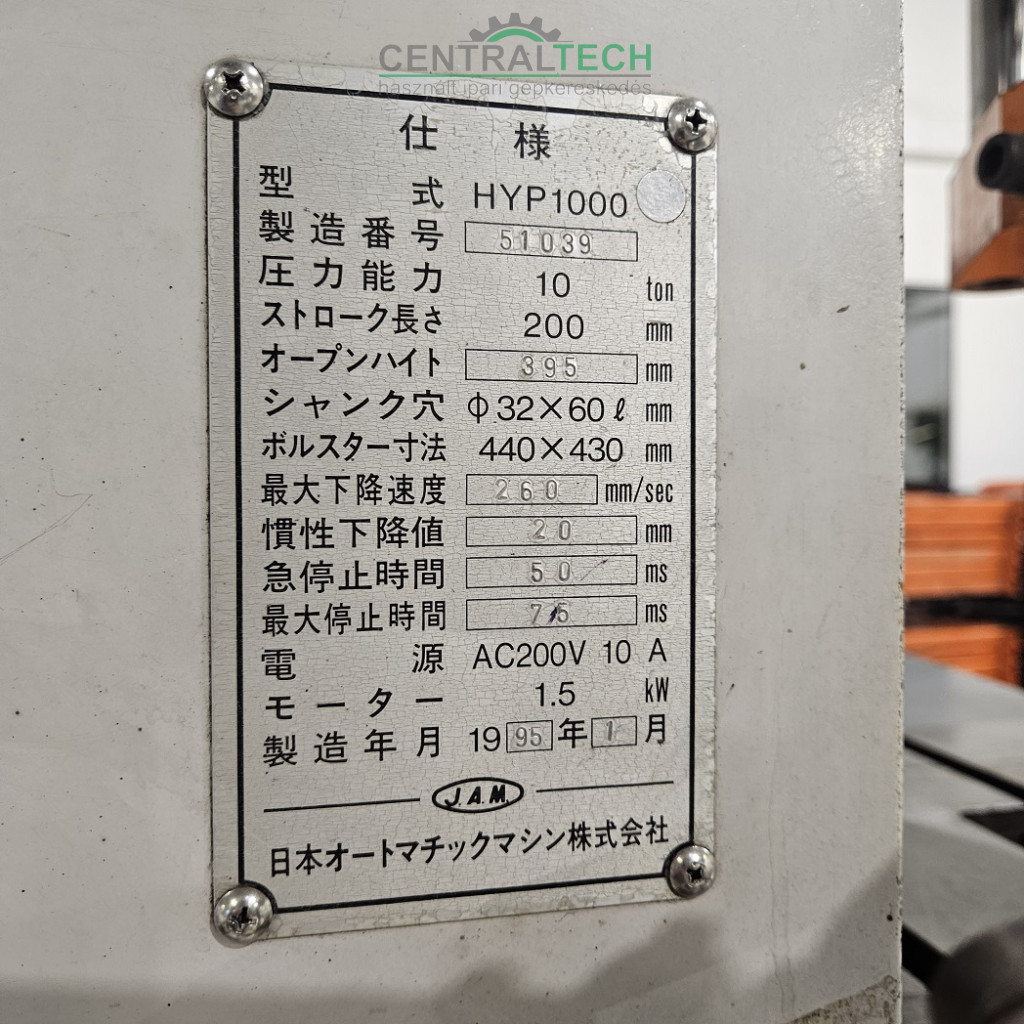 CENTRALTECH
használt ipari gépkereskedés
仕様
型式 HYP1000
製造番号 51039
圧力能力 10 ton
ストローク長さ 200 mm
オープンハイト 395 mm
シャンク穴 φ32×60ℓ mm
ボルスター寸法 440×430 mm
最大下降速度 260 mm/sec
慣性下降値 20 mm
急停止時間 50 ms
最大停止時間 75 ms
電源 AC200V 10 A
モーター 1.5 kW
製造年月 1995年1月
J.A.M.
日本オートマチックマシン株式会社